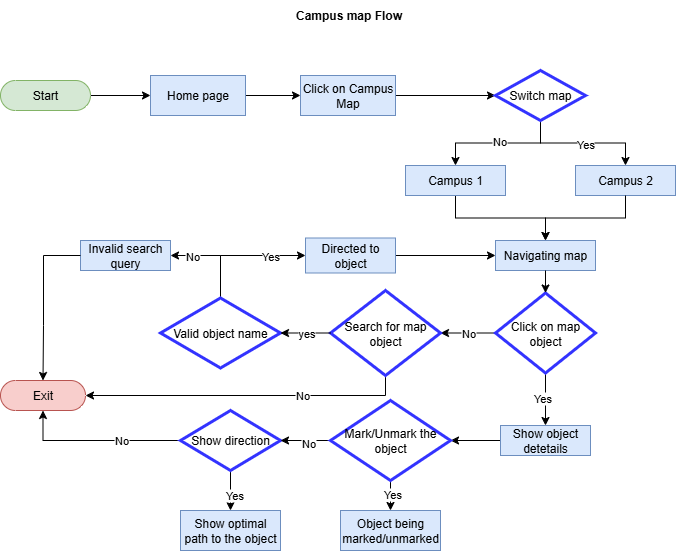 Campus map Flow
Start
Home page
Click on Campus
Map
Switch map
No
Yes
Campus 1
Campus 2
Invalid search
query
No
Yes
Directed to
object
Navigating map
Valid object name
yes
Search for map
object
No
Click on map
object
Exit
No
Yes
No
Show direction
No
Mark/Unmark the
object
Show object
detetails
Yes
Yes
Show optimal
path to the object
Object being
marked/unmarked